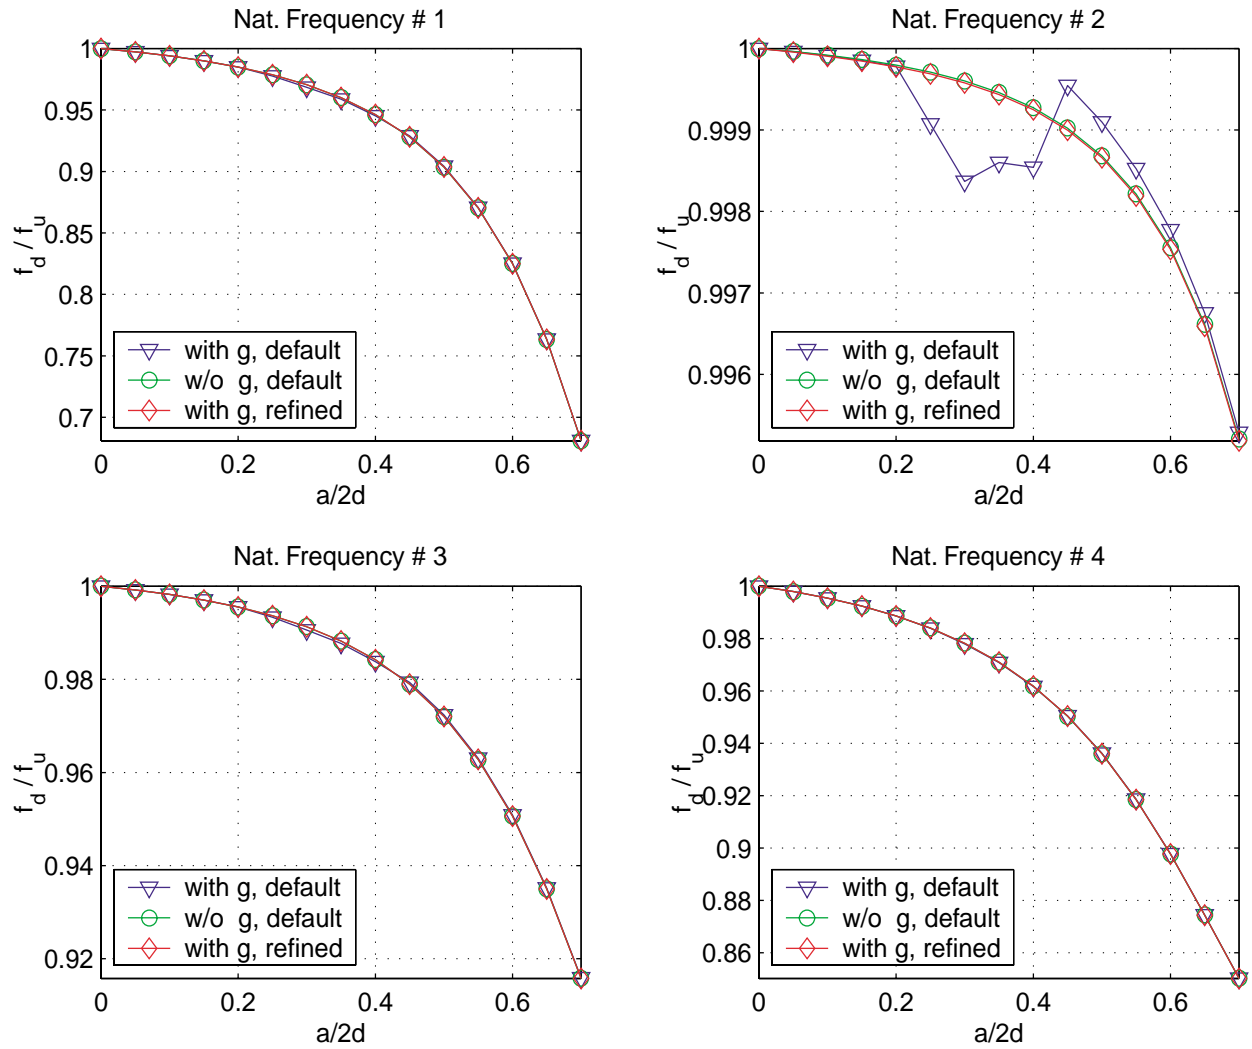 Nat. Frequency # 1
1
0.95
0.9
0.85
0.8
0.75
0.7
f_d / f_u
with g, default
w/o g, default
with g, refined
0 0.2 0.4 0.6
a/2d
Nat. Frequency # 2
1
0.999
0.998
0.997
0.996
f_d / f_u
with g, default
w/o g, default
with g, refined
0 0.2 0.4 0.6
a/2d
Nat. Frequency # 3
1
0.98
0.96
0.94
0.92
f_d / f_u
with g, default
w/o g, default
with g, refined
0 0.2 0.4 0.6
a/2d
Nat. Frequency # 4
1
0.98
0.96
0.94
0.92
0.9
0.88
0.86
f_d / f_u
with g, default
w/o g, default
with g, refined
0 0.2 0.4 0.6
a/2d